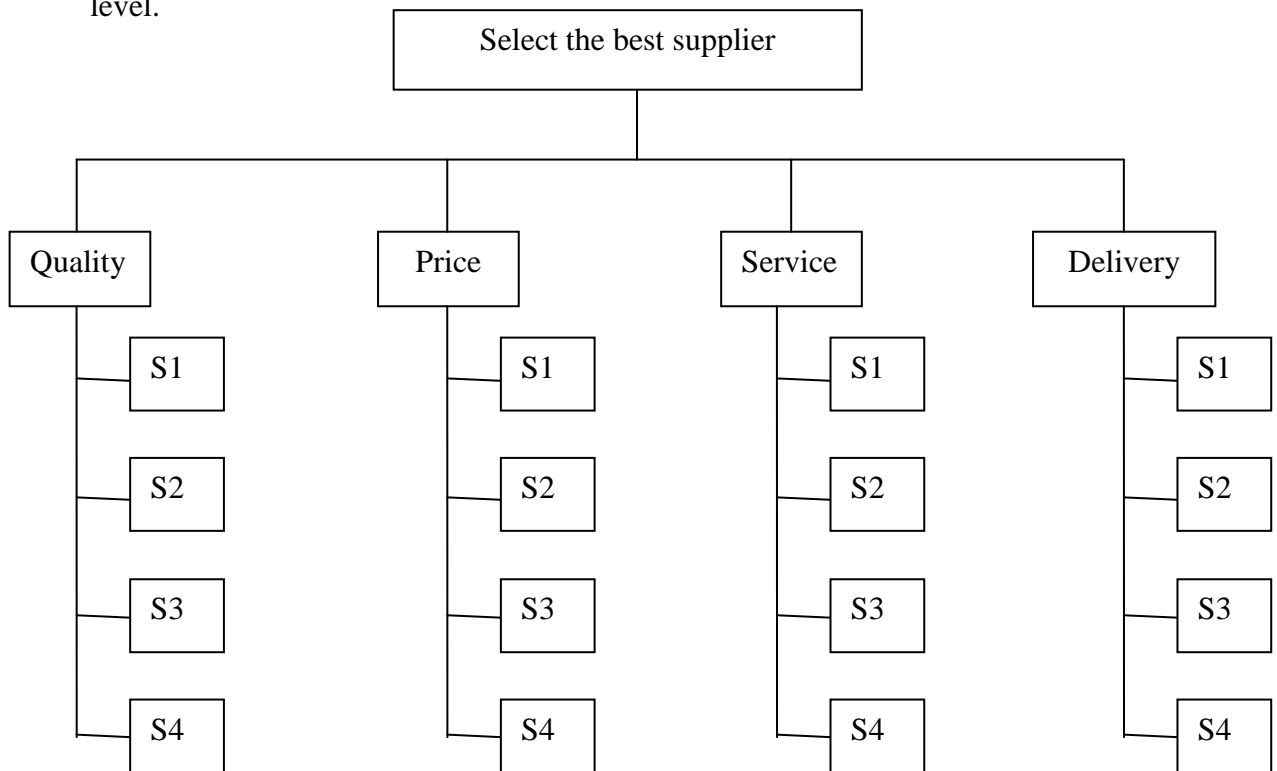 level.
Select the best supplier
Quality
Price
Service
Delivery
S1
S1
S1
S1
S2
S2
S2
S2
S3
S3
S3
S3
S4
S4
S4
S4